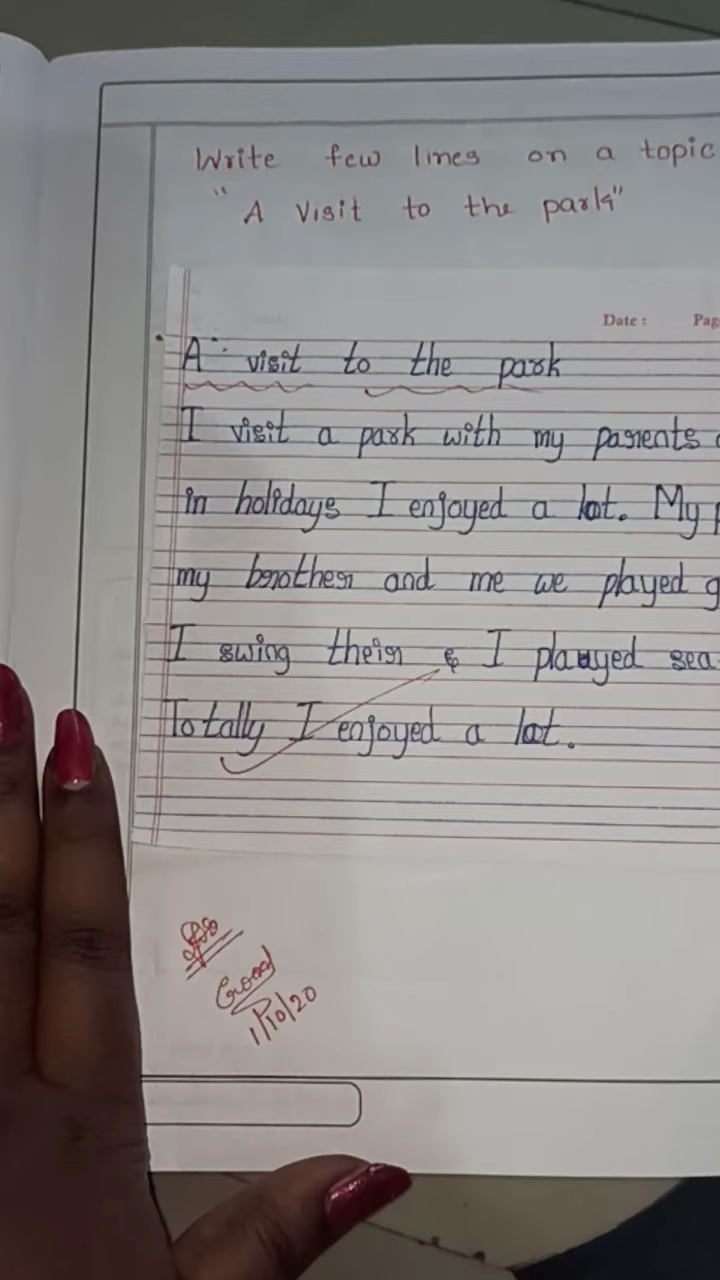 Write few lines on a topic
"A Visit to the park"
Date : Pag
A visit to the park
I visit a park with my parents
in holidays I enjoyed a lot. My
my brother and me we played g
I swing their & I played sea
Totally I enjoyed a lot.
Good
1/10/20